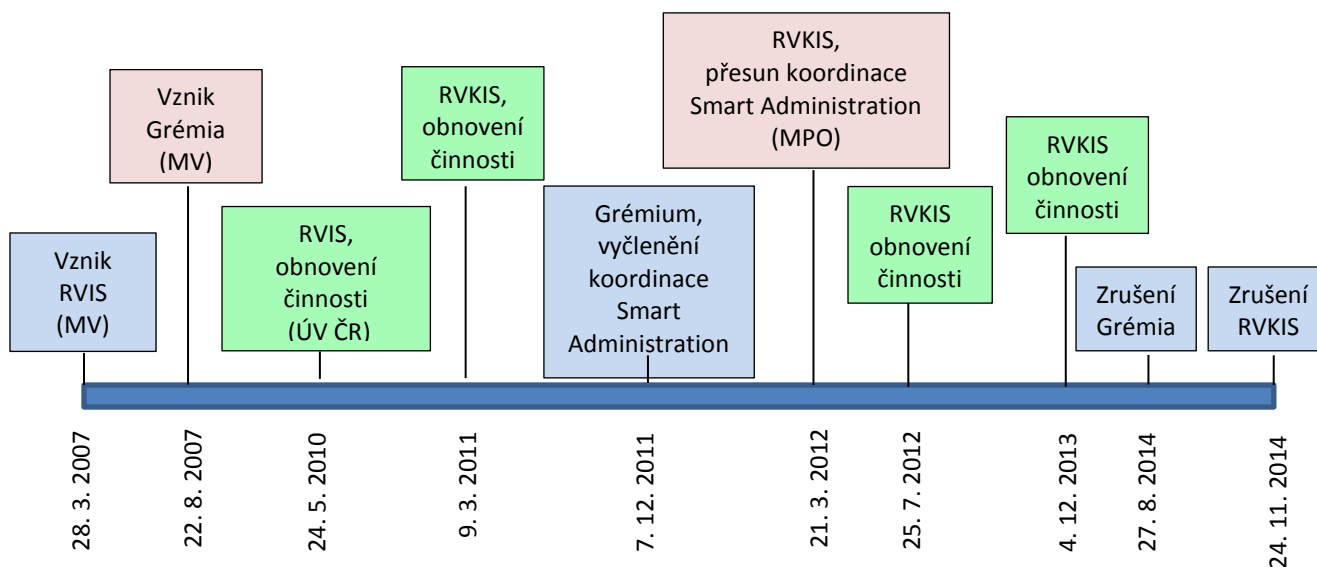 Vznik
RVIS
(MV)
Vznik
Grémia
(MV)
RVIS,
obnovení
činnosti
(ÚV ČR)
RVKIS,
obnovení
činnosti
Grémium,
vyčlenění
koordinace
Smart
Administration
RVKIS,
přesun koordinace
Smart Administration
(MPO)
RVKIS
obnovení
činnosti
RVKIS
obnovení
činnosti
Zrušení
Grémia
Zrušení
RVKIS
28. 3. 2007
22. 8. 2007
24. 5. 2010
9. 3. 2011
7. 12. 2011
21. 3. 2012
25. 7. 2012
4. 12. 2013
27. 8. 2014
24. 11. 2014